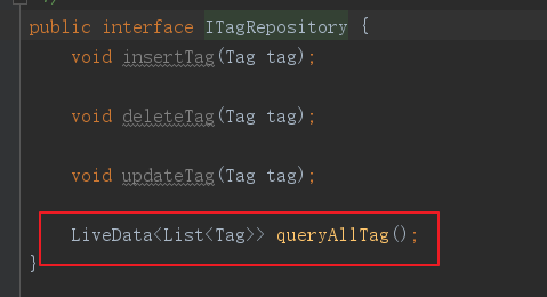 public interface ITagRepository {
void insertTag(Tag tag);
void deleteTag(Tag tag);
void updateTag(Tag tag);
LiveData<List<Tag>> queryAllTag();
}